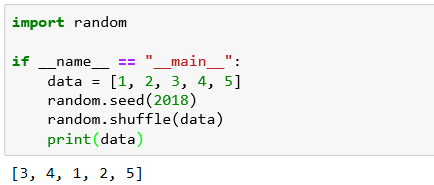 import random

if __name__ == "__main__":
    data = [1, 2, 3, 4, 5]
    random.seed(2018)
    random.shuffle(data)
    print(data)
[3, 4, 1, 2, 5]